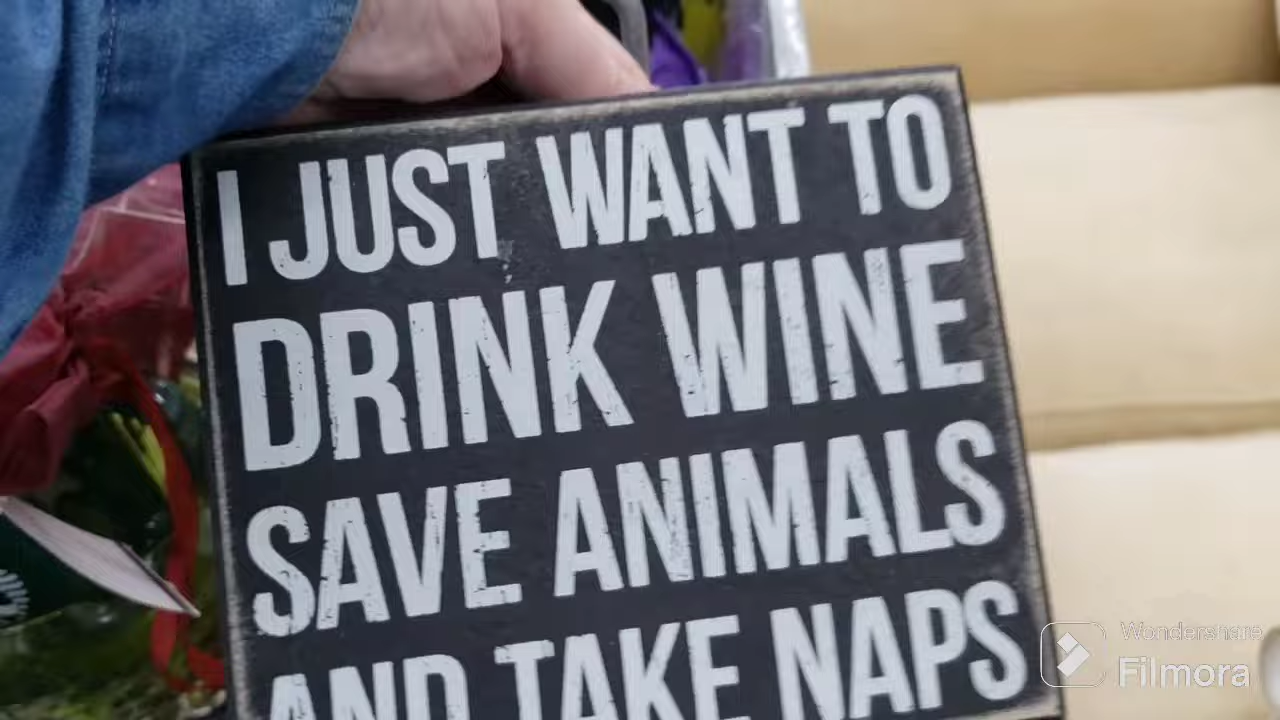 I JUST WANT TO
DRINK WINE
SAVE ANIMALS
AND TAKE NAPS
Wondershare
Filmora